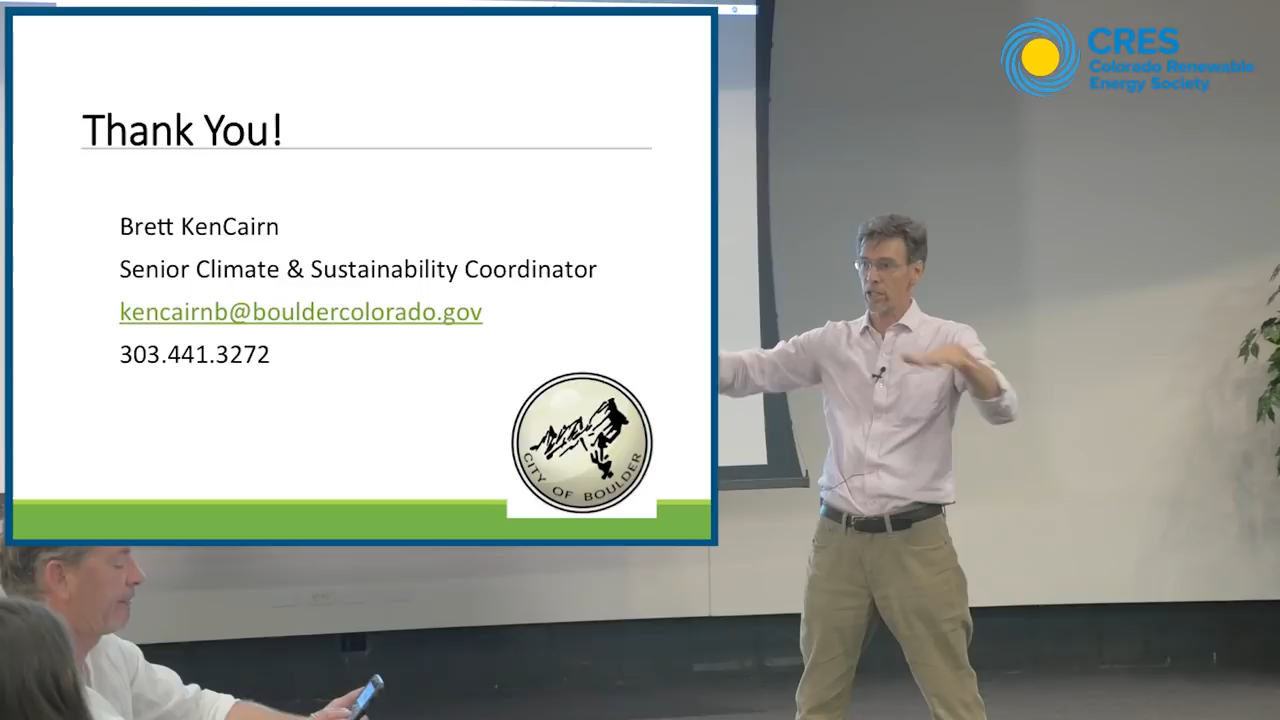 Thank You!
Brett KenCairn
Senior Climate & Sustainability Coordinator
kencairnb@bouldercolorado.gov
303.441.3272
CITY OF BOULDER
CRES
Colorado Renewable
Energy Society